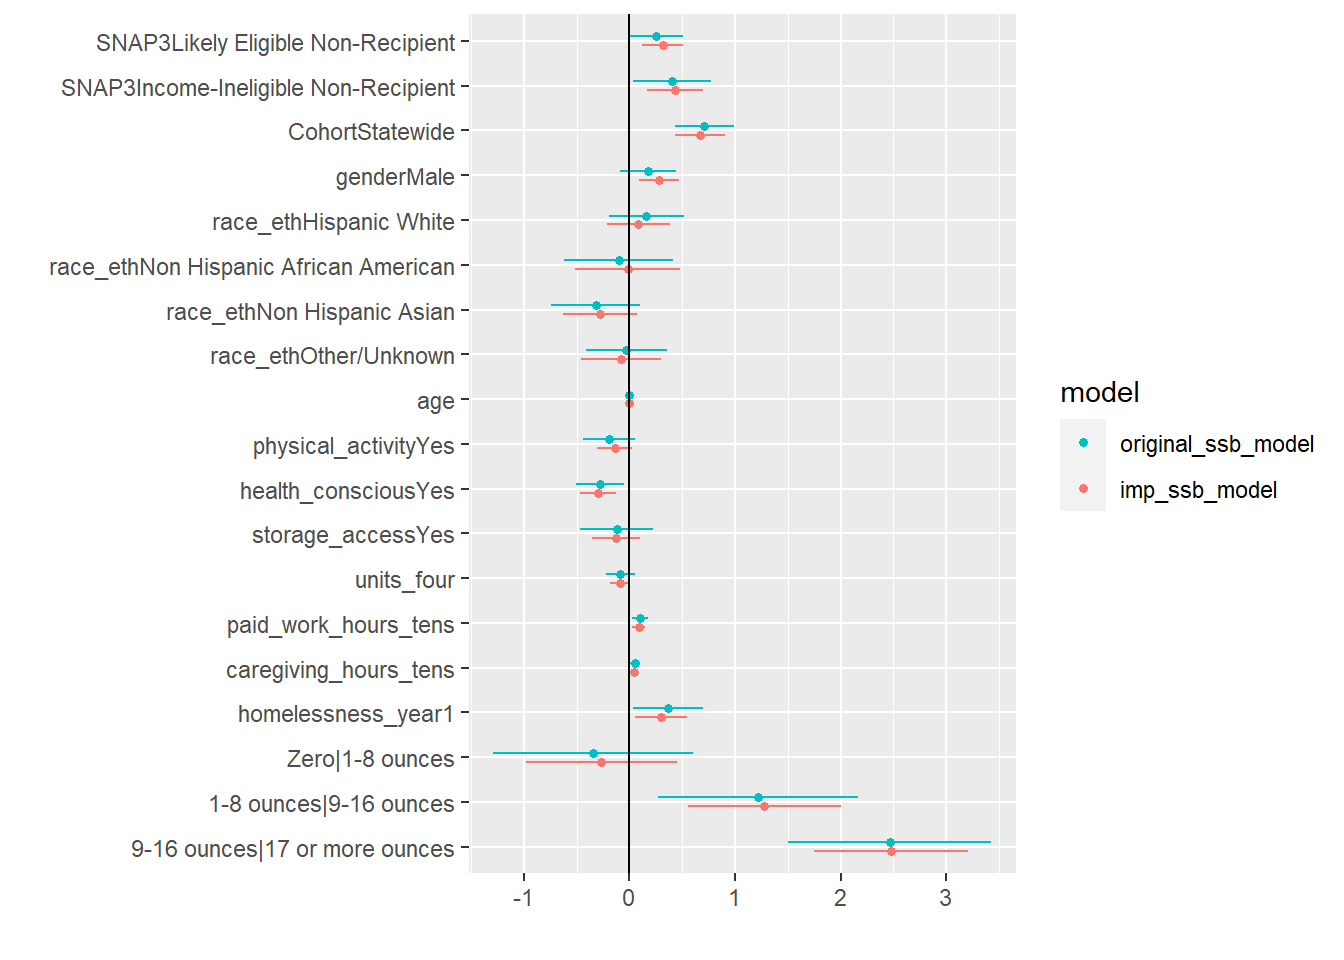 SNAP3Likely Eligible Non-Recipient
SNAP3Income-Ineligible Non-Recipient
CohortStatewide
genderMale
race_ethHispanic White
race_ethNon Hispanic African American
race_ethNon Hispanic Asian
race_ethOther/Unknown
age
physical_activityYes
health_consciousYes
storage_accessYes
units_four
paid_work_hours_tens
caregiving_hours_tens
homelessness_year1
Zero|1-8 ounces
1-8 ounces|9-16 ounces
9-16 ounces|17 or more ounces
-1 0 1 2 3
model
original_ssb_model
imp_ssb_model